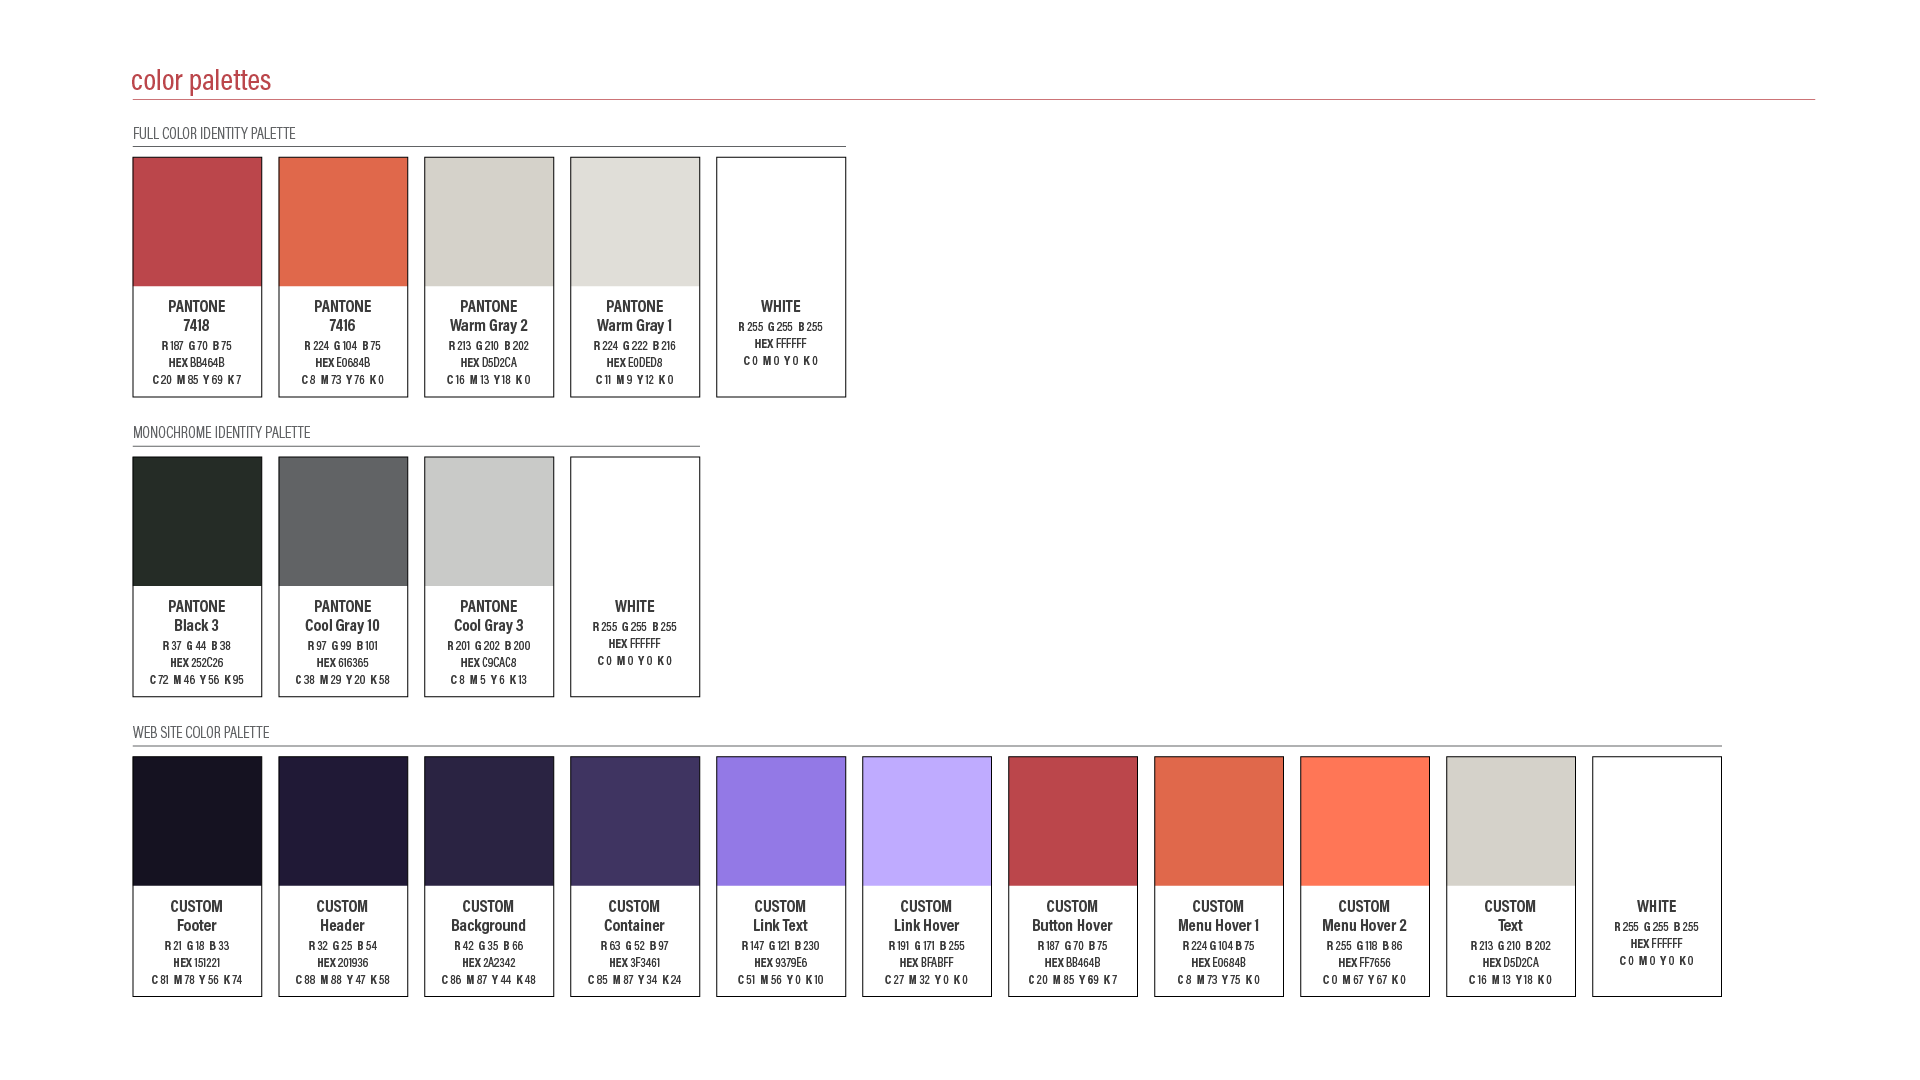 color palettes
FULL COLOR IDENTITY PALETTE
PANTONE
7418
R 187 G 70 B 75
HEX BB464B
C 20 M 85 Y 69 K 7
PANTONE
7416
R 224 G 104 B 75
HEX E0684B
C 8 M 73 Y 76 K 0
PANTONE
Warm Gray 2
R 213 G 210 B 202
HEX D5D2CA
C 16 M 13 Y 18 K 0
PANTONE
Warm Gray 1
R 224 G 222 B 216
HEX E0DED8
C 11 M 9 Y 12 K 0
WHITE
R 255 G 255 B 255
HEX FFFFFF
C 0 M 0 Y 0 K 0
MONOCHROME IDENTITY PALETTE
PANTONE
Black 3
R 37 G 44 B 38
HEX 252C26
C 72 M 46 Y 56 K 95
PANTONE
Cool Gray 10
R 97 G 99 B 101
HEX 616365
C 38 M 29 Y 20 K 58
PANTONE
Cool Gray 3
R 201 G 202 B 200
HEX C9CAC8
C 8 M 5 Y 6 K 13
WHITE
R 255 G 255 B 255
HEX FFFFFF
C 0 M 0 Y 0 K 0
WEB SITE COLOR PALETTE
CUSTOM
Footer
R 21 G 18 B 33
HEX 151221
C 81 M 78 Y 56 K 74
CUSTOM
Header
R 32 G 25 B 54
HEX 201936
C 88 M 88 Y 47 K 58
CUSTOM
Background
R 42 G 35 B 66
HEX 2A2342
C 86 M 87 Y 44 K 48
CUSTOM
Container
R 63 G 52 B 97
HEX 3F3461
C 85 M 87 Y 34 K 24
CUSTOM
Link Text
R 147 G 121 B 230
HEX 9379E6
C 51 M 56 Y 0 K 10
CUSTOM
Link Hover
R 191 G 171 B 255
HEX BFABFF
C 27 M 32 Y 0 K 0
CUSTOM
Button Hover
R 187 G 70 B 75
HEX BB464B
C 20 M 85 Y 69 K 7
CUSTOM
Menu Hover 1
R 224 G 104 B 75
HEX E0684B
C 8 M 73 Y 75 K 0
CUSTOM
Menu Hover 2
R 255 G 118 B 86
HEX FF7656
C 0 M 67 Y 67 K 0
CUSTOM
Text
R 213 G 210 B 202
HEX D5D2CA
C 16 M 13 Y 18 K 0
WHITE
R 255 G 255 B 255
HEX FFFFFF
C 0 M 0 Y 0 K 0